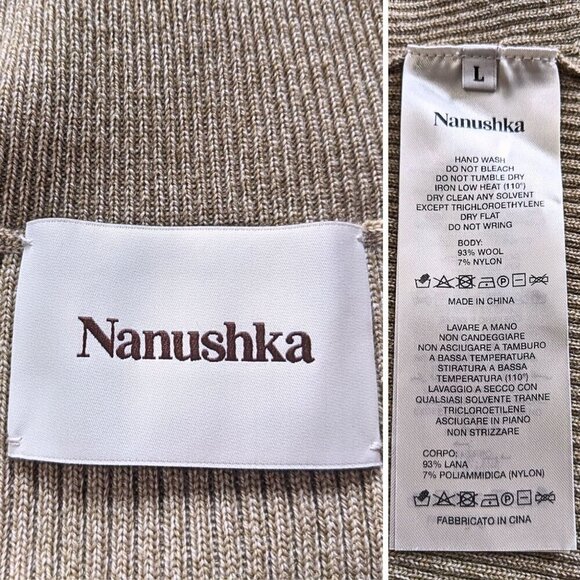 Nanushka
L
Nanushka
HAND WASH
DO NOT BLEACH
DO NOT TUMBLE DRY
IRON LOW HEAT (110°)
DRY CLEAN ANY SOLVENT
EXCEPT TRICHLOROETHYLENE
DRY FLAT
DO NOT WRING
BODY:
93% WOOL
7% NYLON
MADE IN CHINA
LAVARE A MANO
NON CANDEGGIARE
NON ASCIUGARE A TAMBURO
A BASSA TEMPERATURA
STIRATURA A BASSA
TEMPERATURA (110°)
LAVAGGIO A SECCO CON
QUALSIASI SOLVENTE TRANNE
TRICLOROETILENE
ASCIUGARE IN PIANO
NON STRIZZARE
CORPO:
93% LANA
7% POLIAMMIDICA (NYLON)
FABBRICATO IN CINA